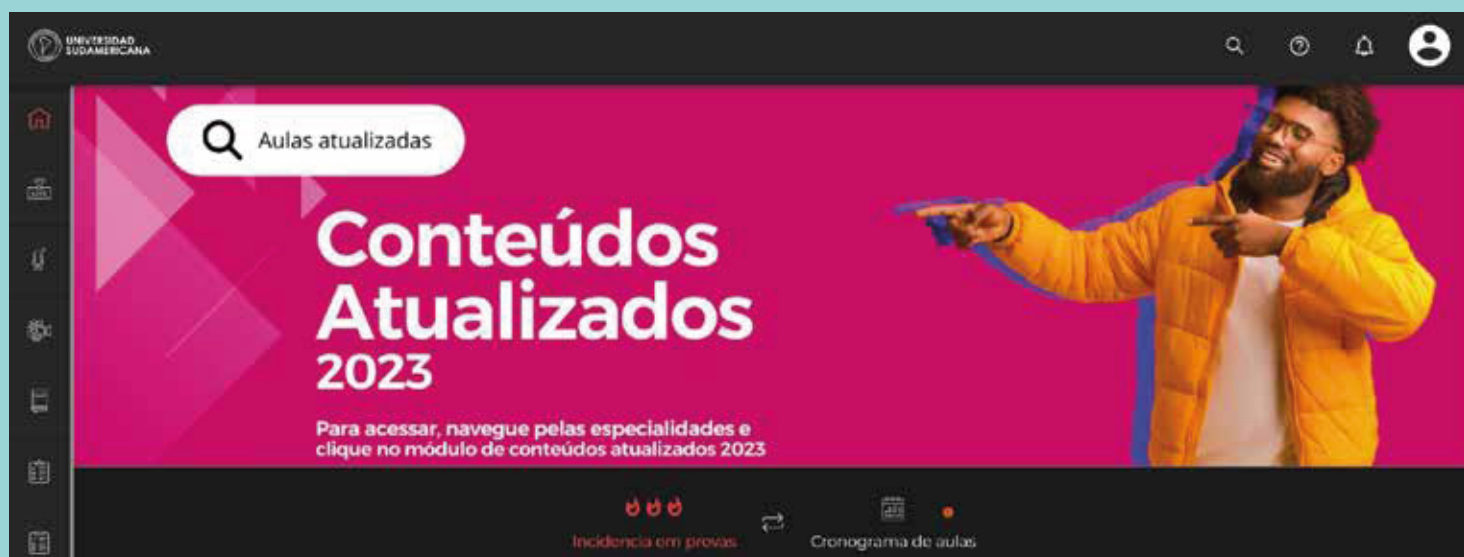 UNIVERSIDAD
SUDAMERICANA
Aulas atualizadas
Conteúdos
Atualizados
2023
Para acessar, navegue pelas especialidades e
clique no módulo de conteúdos atualizados 2023
Incidencia em provas
Cronograma de aulas